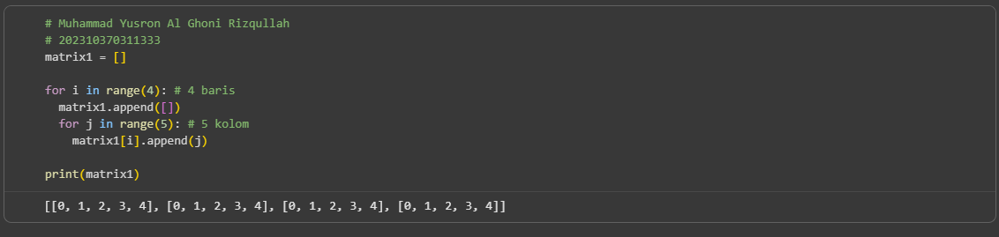 # Muhammad Yusron Al Ghoni Rizqullah
# 202310370311333
matrix1 = []

for i in range(4): # 4 baris
  matrix1.append([])
  for j in range(5): # 5 kolom
    matrix1[i].append(j)

print(matrix1)
[[0, 1, 2, 3, 4], [0, 1, 2, 3, 4], [0, 1, 2, 3, 4], [0, 1, 2, 3, 4]]